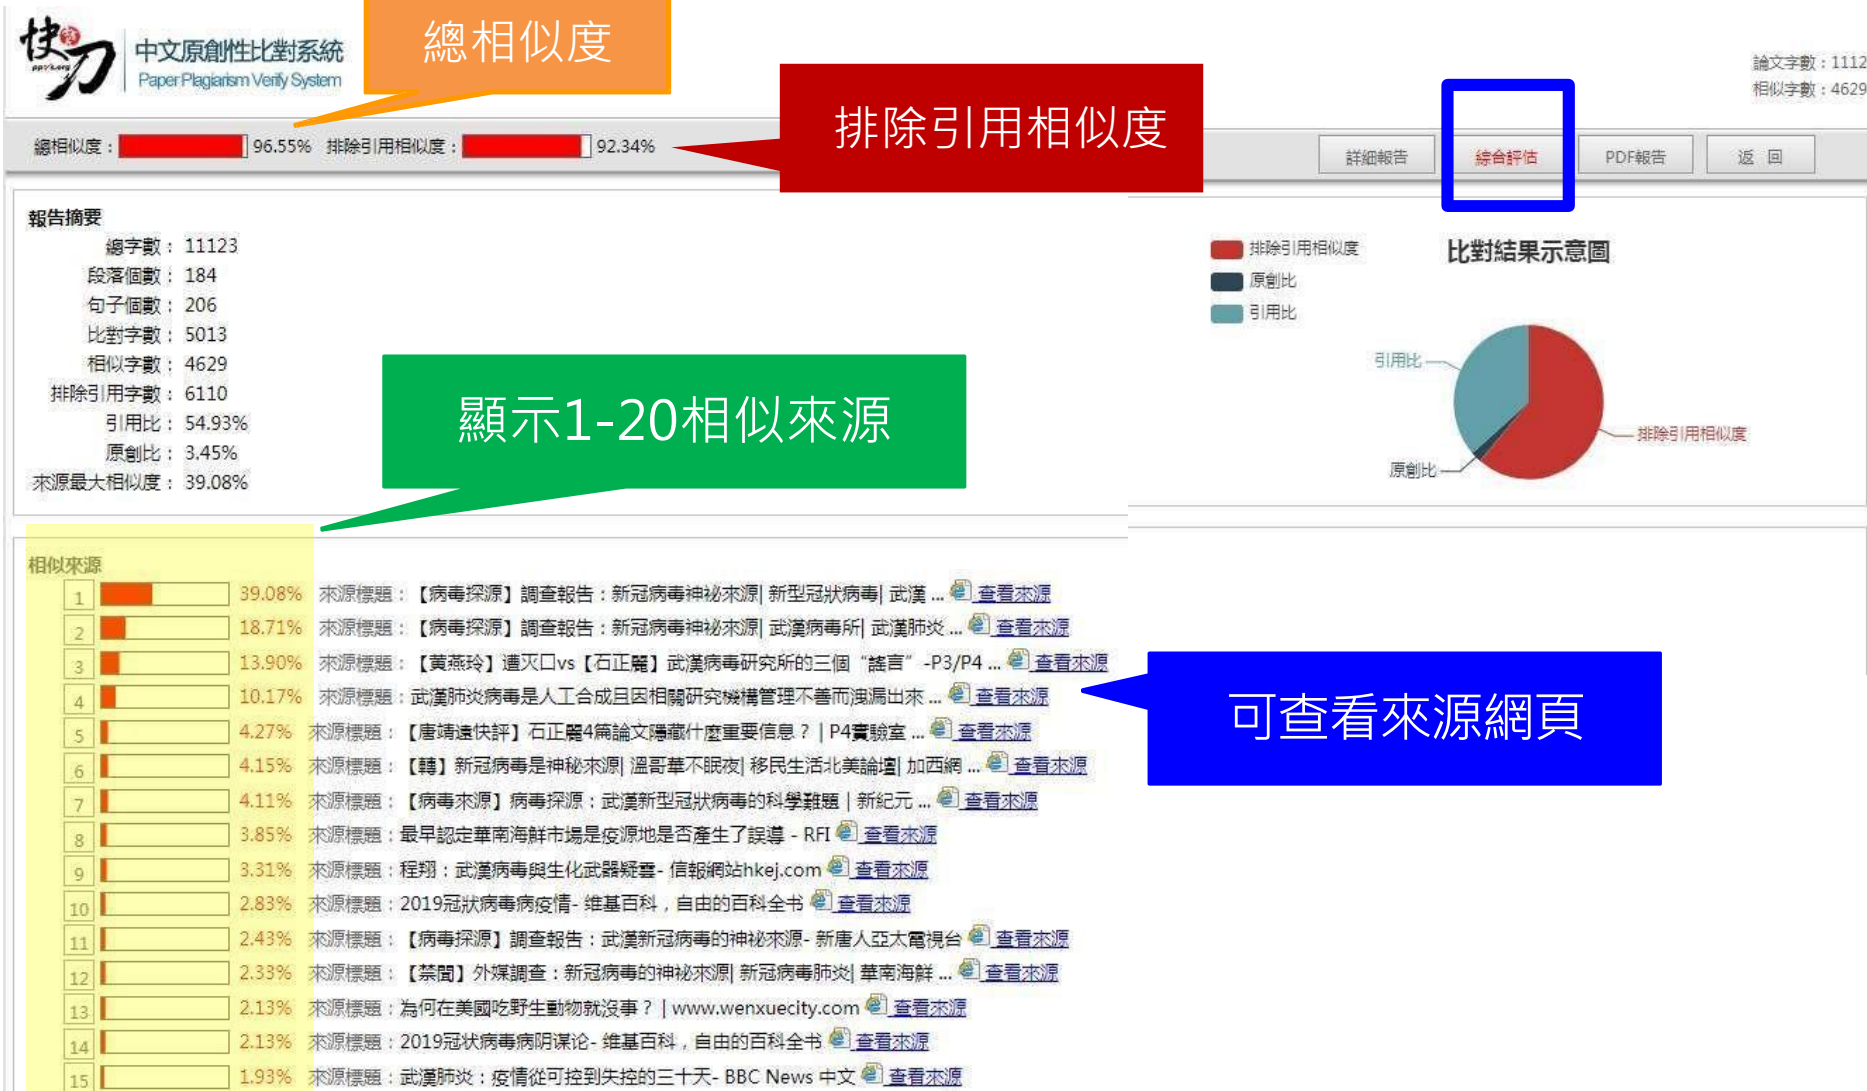 快刀
ppvs.org
中文原創性比對系統
Paper Plagiarism Verify System
總相似度
論文字數：1112
相似字數：4629
排除引用相似度
總相似度： 96.55% 排除引用相似度： 92.34%
詳細報告 綜合評估 PDF報告 返 回
報告摘要
總字數： 11123
段落個數： 184
句子個數： 206
比對字數： 5013
相似字數： 4629
排除引用字數： 6110
引用比： 54.93%
原創比： 3.45%
來源最大相似度： 39.08%
排除引用相似度
原創比
引用比
比對結果示意圖
引用比
排除引用相似度
原創比
顯示1-20相似來源
相似來源
1 39.08% 來源標題：【病毒探源】調查報告：新冠病毒神祕來源| 新型冠狀病毒| 武漢 ... 查看來源
2 18.71% 來源標題：【病毒探源】調查報告：新冠病毒神祕來源| 武漢病毒所| 武漢肺炎 ... 查看來源
3 13.90% 來源標題：【黄燕玲】遭灭口vs【石正麗】武漢病毒研究所的三個“謠言”-P3/P4 ... 查看來源
4 10.17% 來源標題：武漢肺炎病毒是人工合成且因相關研究機構管理不善而洩漏出來 ... 查看來源
5 4.27% 來源標題：【唐靖遠快評】石正麗4篇論文隱藏什麼重要信息？ | P4實驗室 ... 查看來源
6 4.15% 來源標題：【轉】新冠病毒是神秘來源| 溫哥華不眠夜| 移民生活北美論壇| 加西網 ... 查看來源
7 4.11% 來源標題：【病毒來源】病毒探源：武漢新型冠狀病毒的科學難題 | 新紀元 ... 查看來源
8 3.85% 來源標題：最早認定華南海鮮市場是疫源地是否產生了誤導 - RFI 查看來源
9 3.31% 來源標題：程翔：武漢病毒與生化武器疑雲- 信報網站hkej.com 查看來源
10 2.83% 來源標題：2019冠狀病毒病疫情- 维基百科，自由的百科全书 查看來源
11 2.43% 來源標題：【病毒探源】調查報告：武漢新冠病毒的神祕來源- 新唐人亞太電視台 查看來源
12 2.33% 來源標題：【禁聞】外媒調查：新冠病毒的神祕來源| 新冠病毒肺炎| 華南海鮮 ... 查看來源
13 2.13% 來源標題：為何在美國吃野生動物就沒事？ | www.wenxuecity.com 查看來源
14 2.13% 來源標題：2019冠状病毒病阴谋论- 维基百科，自由的百科全书 查看來源
15 1.93% 來源標題：武漢肺炎：疫情從可控到失控的三十天- BBC News 中文 查看來源
可查看來源網頁